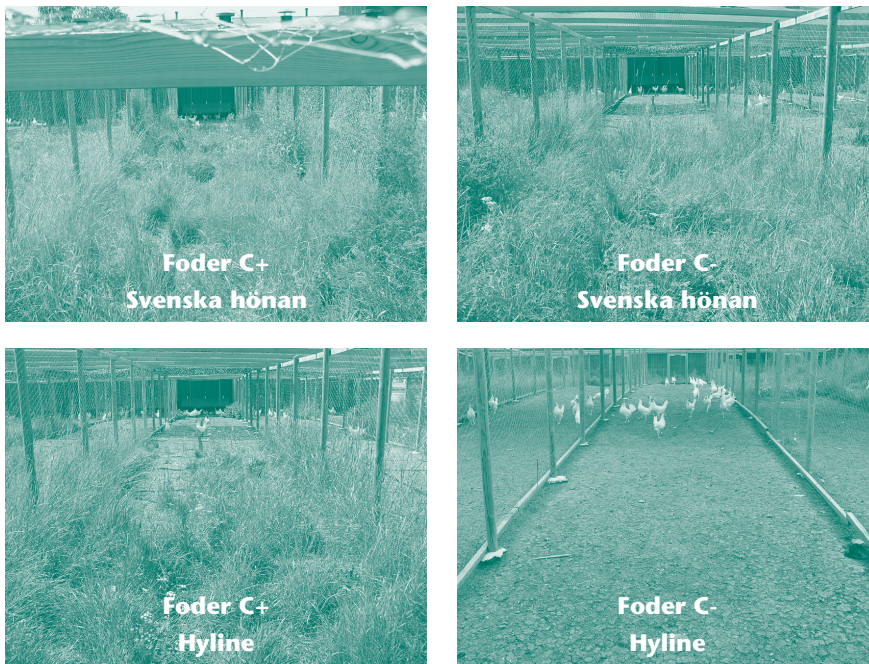 Foder C+
Svenska hönan
Foder C-
Svenska hönan
Foder C+
Hyline
Foder C-
Hyline